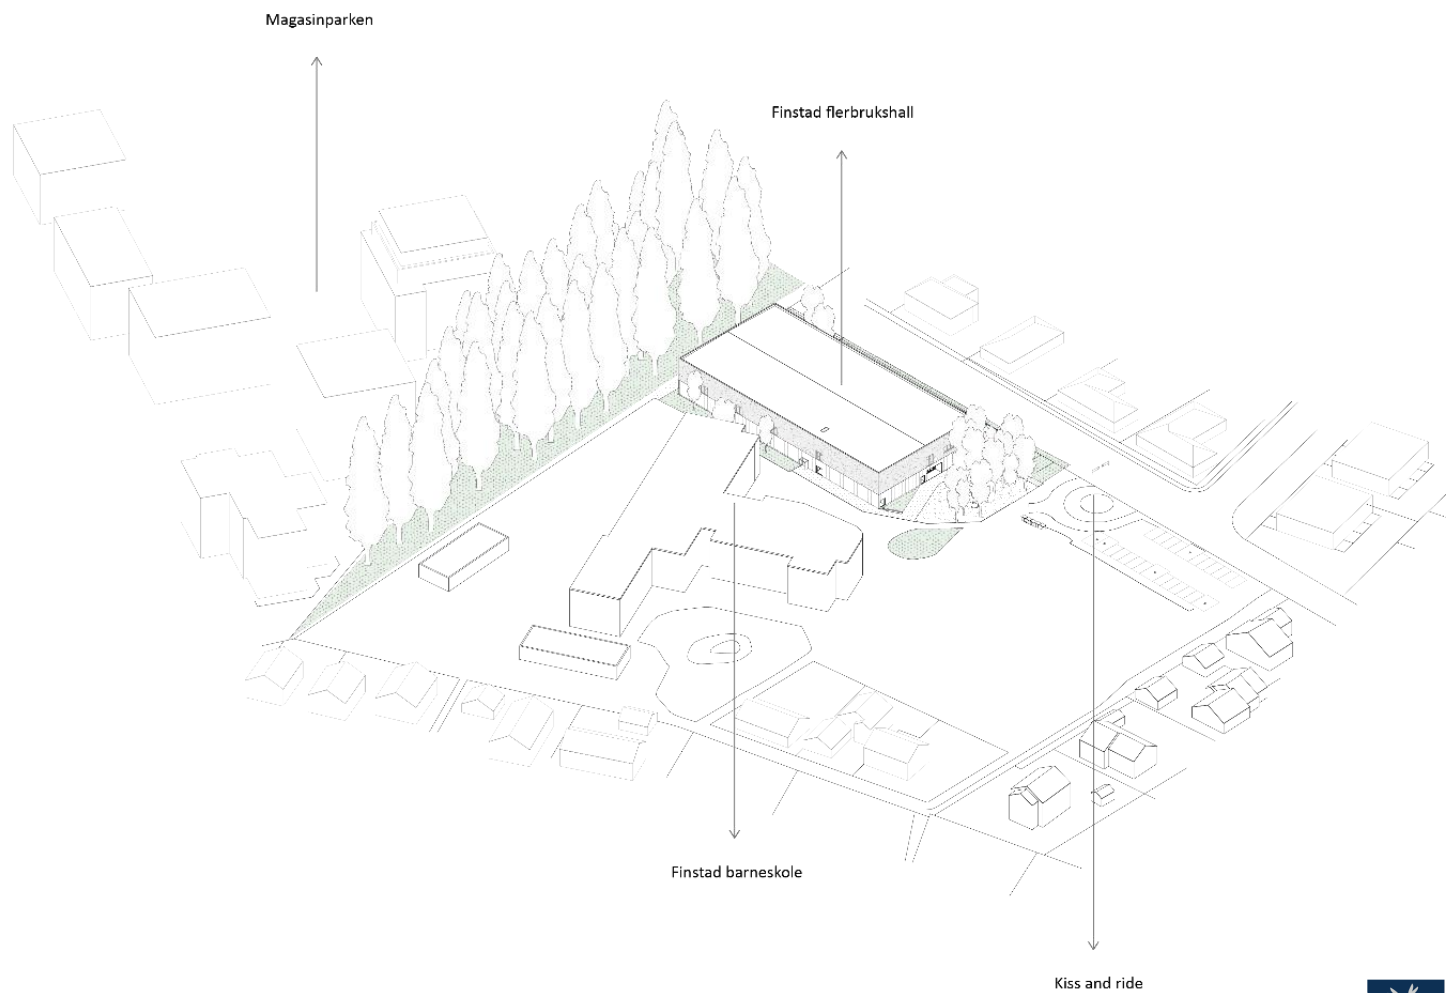 Magasinparken
Finstad flerbrukshall
Finstad barneskole
Kiss and ride